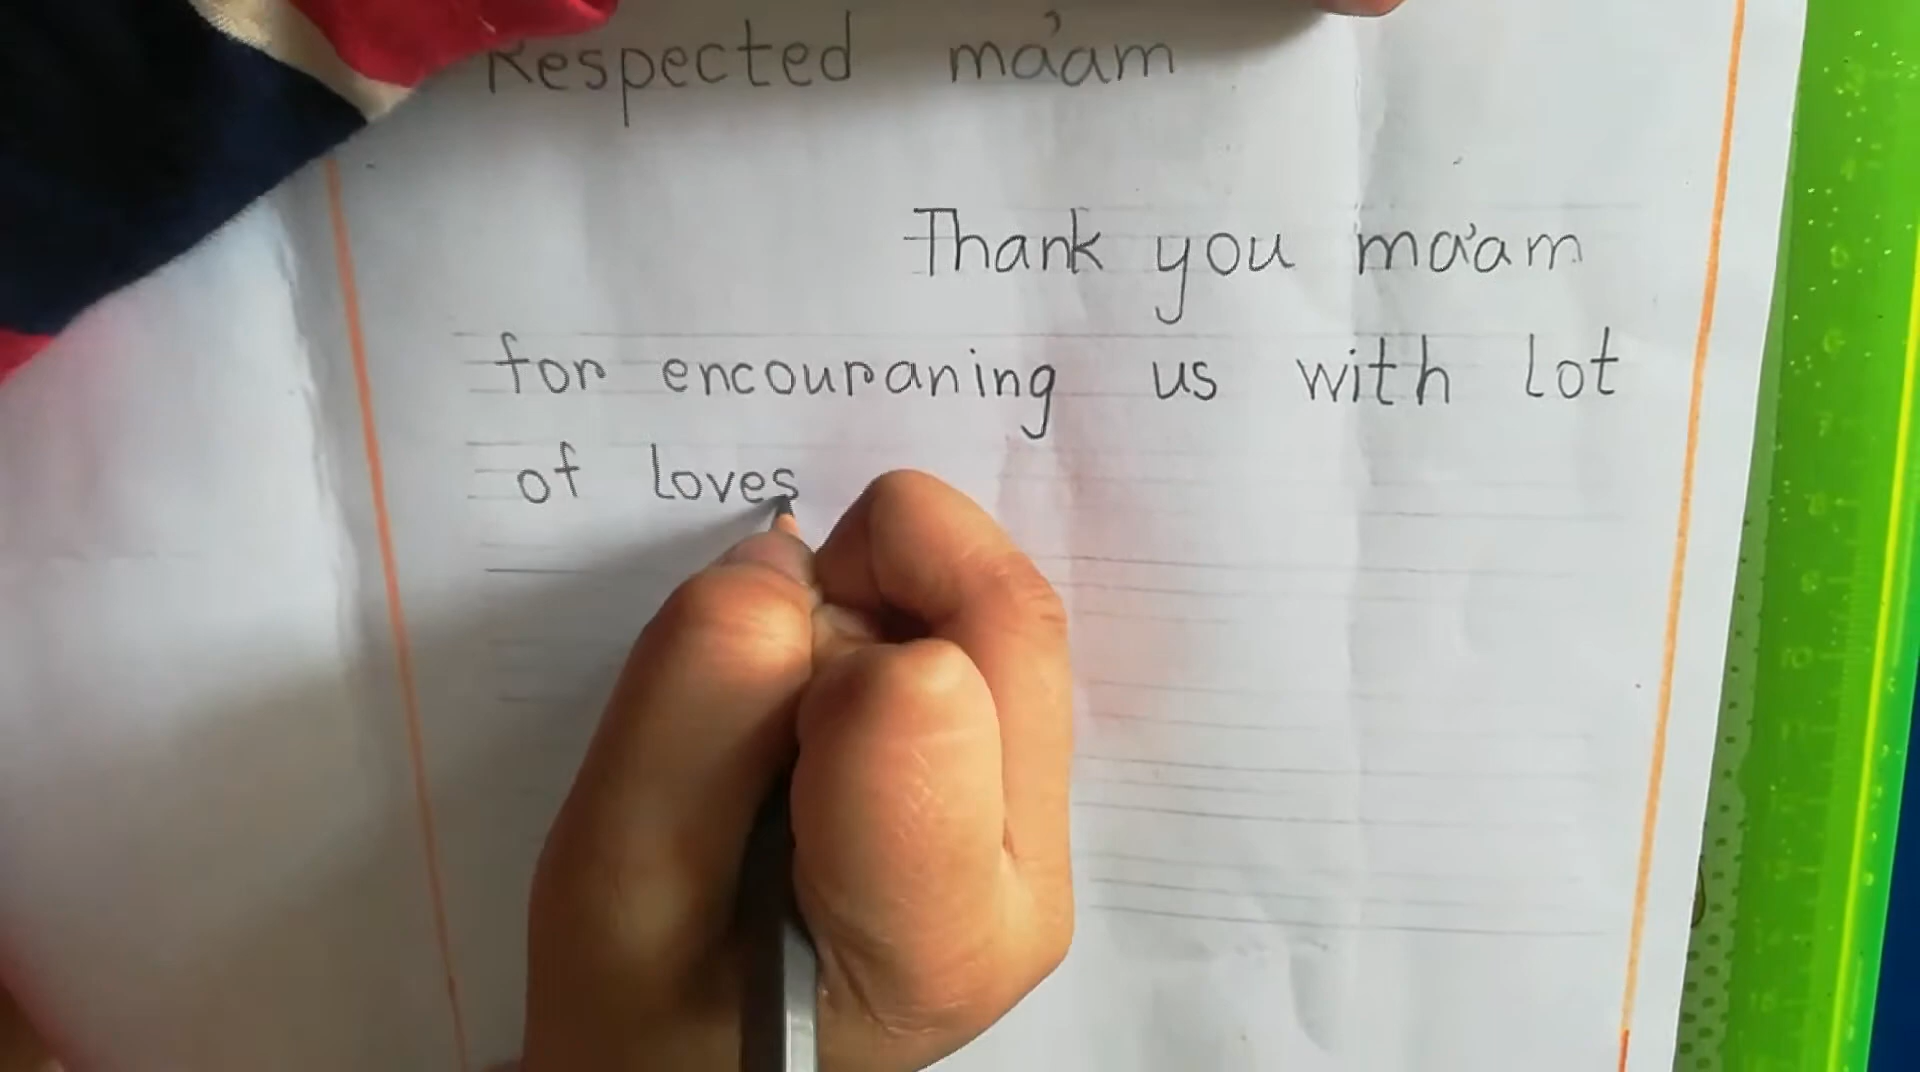 Respected ma'am
Thank you ma'am
for encouraning us with lot
of loves